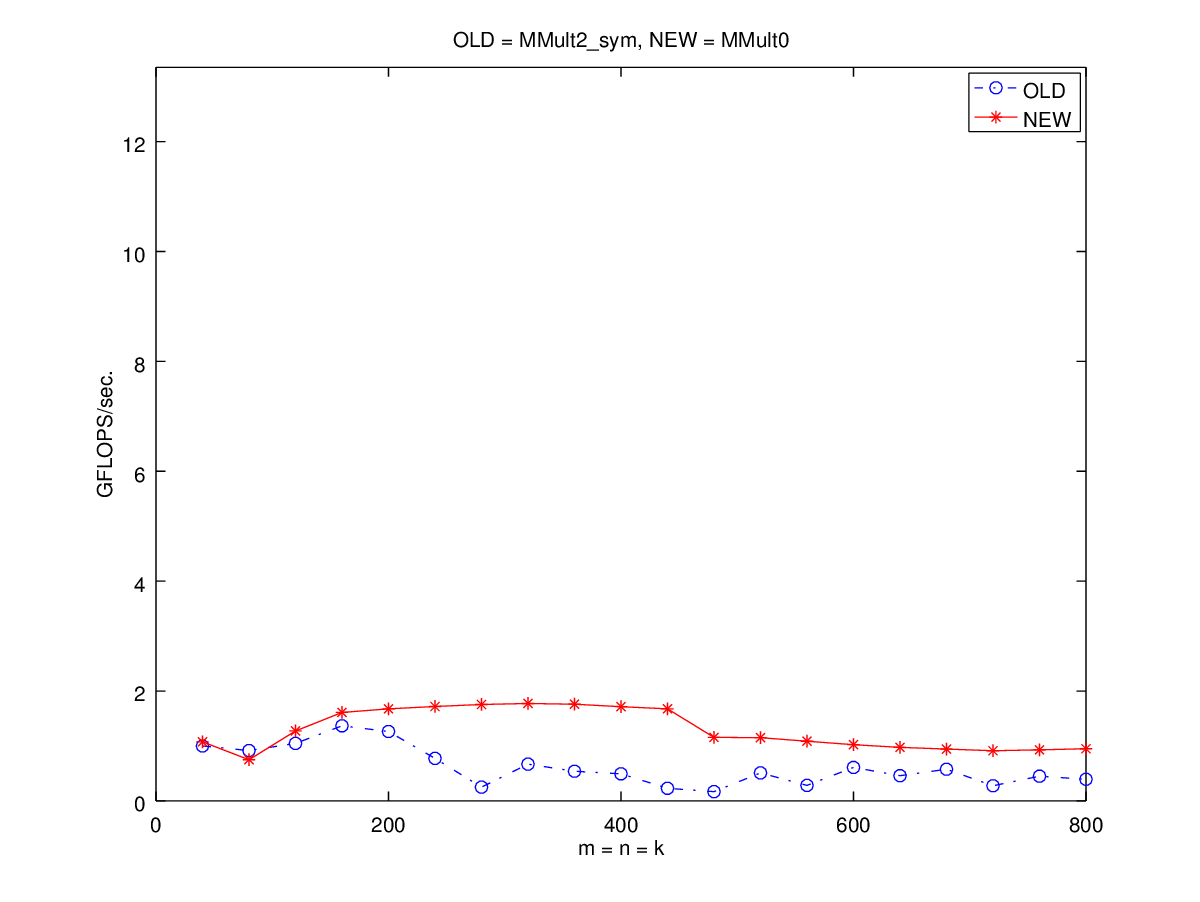 OLD = MMult2_sym, NEW = MMult0
OLD
NEW
12
10
8
6
4
2
0
GFLOPS/sec.
0 200 400 600 800
m = n = k